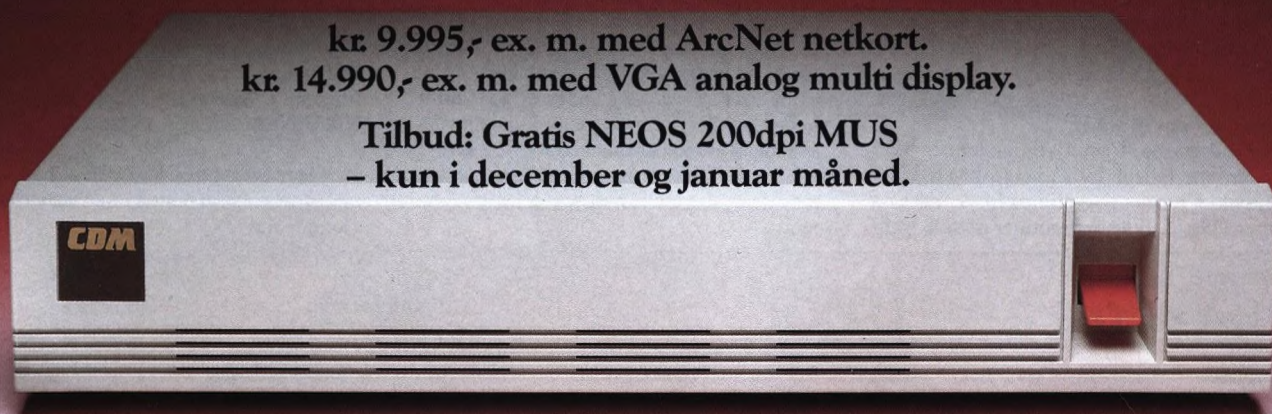 kr. 9.995,- ex. m. med ArcNet netkort.
kr. 14.990,- ex. m. med VGA analog multi display.
Tilbud: Gratis NEOS 200dpi MUS
– kun i december og januar måned.
CDM